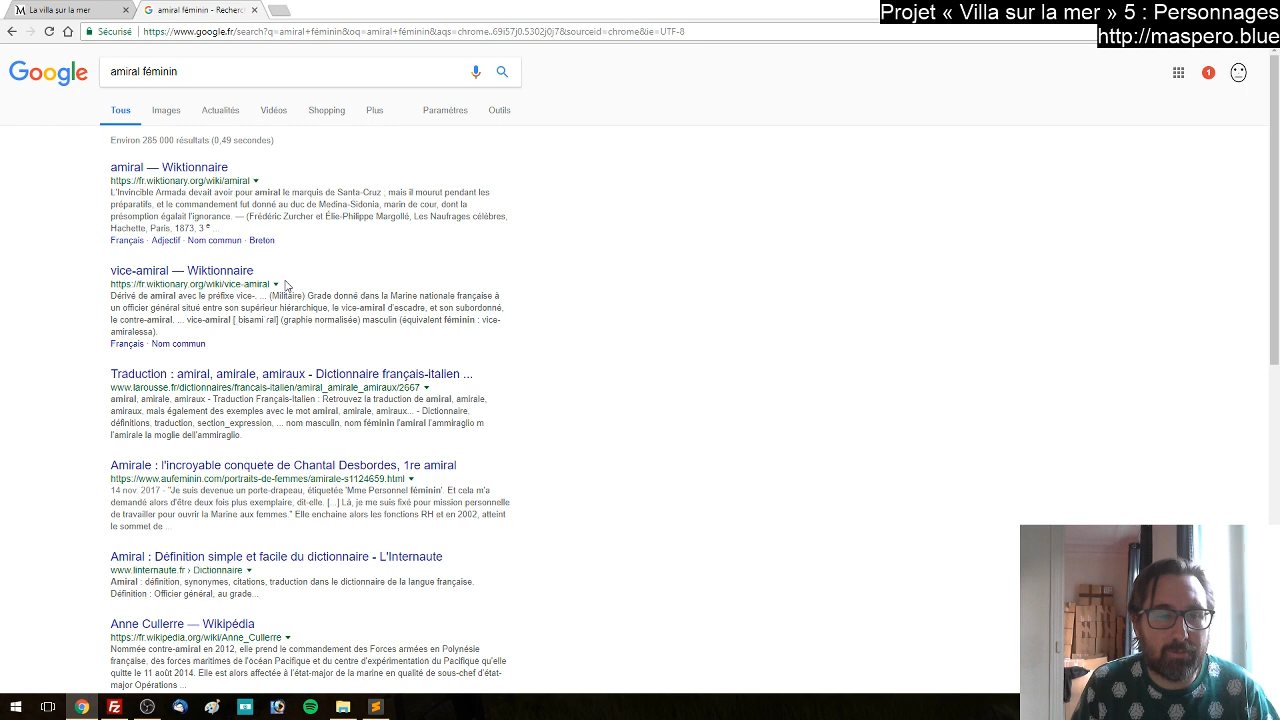 La villa sur la mer
amiral féminin - Recherc
Projet « Villa sur la mer » 5 : Personnages
http://maspero.blue
Sécurisé
https://www.google.fr/search?q=amiral+féminin&oq=amiral+féminin&aqs=chrome..69i57j0.5302j0j7&sourceid=chrome&ie=UTF-8
Google
amiral féminin
1
Tous Images Actualités Vidéos Shopping Plus Paramètres Outils
Environ 285 000 résultats (0,49 secondes)
amiral — Wiktionnaire
https://fr.wiktionary.org/wiki/amiral
L'Invincible Armada devait avoir pour amiral le marquis de Santa-Cruz ; mais il mourut pendant les
préparatifs, et le commandement fut donné au duc de Medina-Sidonia, marin de cour, dont la
présomption égalait l'ignorance. — (Frédéric Zurcher et Élie-Philippe Margollé, Les Naufrages célèbres,
Hachette, Paris, 1873, 3 e ...
Français · Adjectif · Nom commun · Breton
vice-amiral — Wiktionnaire
https://fr.wiktionary.org/wiki/vice-amiral
Dérivé de amiral avec le préfixe vice-. ... (Militaire) Grade donné dans la Marine nationale française à
un officier général situé entre son supérieur hiérarchique, le vice-amiral d'escadre, et son subordonné,
le contre-amiral. ... vice-amiral [ˌbisamiˈɾal] (graphie normalisée) masculin (équivalent féminin : vice-
amiralessa).
Français · Nom commun
Traduction : amiral, amirale, amiraux - Dictionnaire français-italien ...
www.larousse.fr/dictionnaires/francais-italien/amiral_amirale_amiraux/2667
amiral, amirale, amiraux - Traduction Français-Italien : Retrouvez la traduction de amiral, amirale,
amiraux, mais également des exemples avec le mot amiral, amirale, amiraux... - Dictionnaire,
définitions, traduction, section_expression. ... nom masculin, nom féminin l'amiral l'ammiraglio m
l'amirale la moglie dell'ammiraglio.
Amirale : l'incroyable conquete de Chantal Desbordes, 1re amiral
https://www.aufeminin.com/portraits-de-femmes/amirale-s1124659.html
14 nov. 2017 - "Je suis devenue un porte-drapeau, étiquetée 'Mme Personnel féminin'. Et cela m'a
demandé alors d'être deux fois plus exemplaire, dit-elle. [...] Là, je me suis fixé pour mission personnelle
de travailler pour ouvrir la Marine aux femmes." Elle enchaine alors les fonctions RH et en 2002, atteint
le sommet de ...
Amiral : Définition simple et facile du dictionnaire - L'Internaute
www.linternaute.fr › Dictionnaire
Amiral : définition, synonymes, citations, traduction dans le dictionnaire de la langue française.
Définition : Officier général, au grade...
Anne Cullerre — Wikipédia
https://fr.wikipedia.org/wiki/Anne_Cullerre
Nommée contre-amiral en 2012, elle prend le commandement des Forces armées en Polynésie
française, des forces maritimes de l'océan Pacifique et du centre d'expérimentation du Pacifique qu'elle
quitte le 11 août 2014. Elle est alors affectée à l'état-major de la marine en qualité de sous-chef d'état-
major Opérations ...